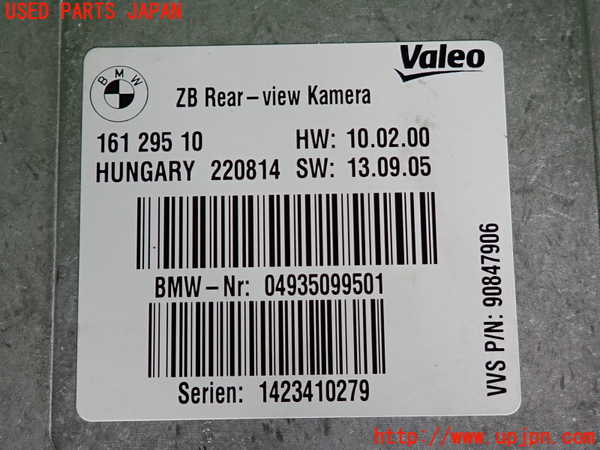 USED PARTS JAPAN
BMW
Valeo
ZB Rear-view Kamera
161 295 10 HW: 10.02.00
HUNGARY 220814 SW: 13.09.05
BMW-Nr: 04935099501
Serien: 1423410279
VVS P/N: 90847906
http://www.upjpn.com